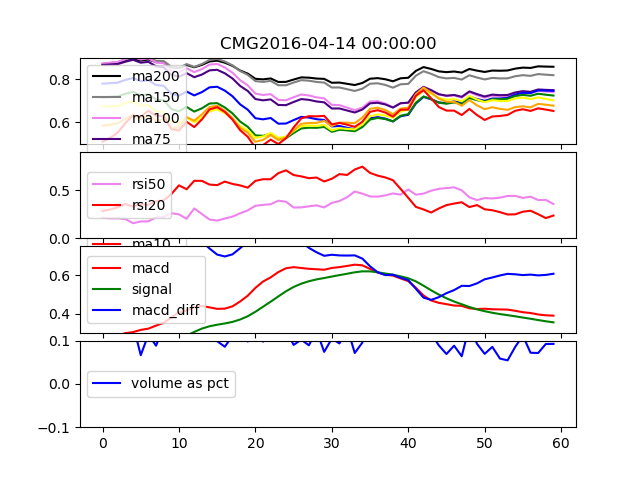 CMG2016-04-14 00:00:00
0.8
0.6
ma200
ma150
ma100
ma75
0.5
0.0
rsi50
rsi20
ma10
0.6
0.4
macd
signal
macd_diff
0.1
0.0
−0.1
volume as pct
0 10 20 30 40 50 60